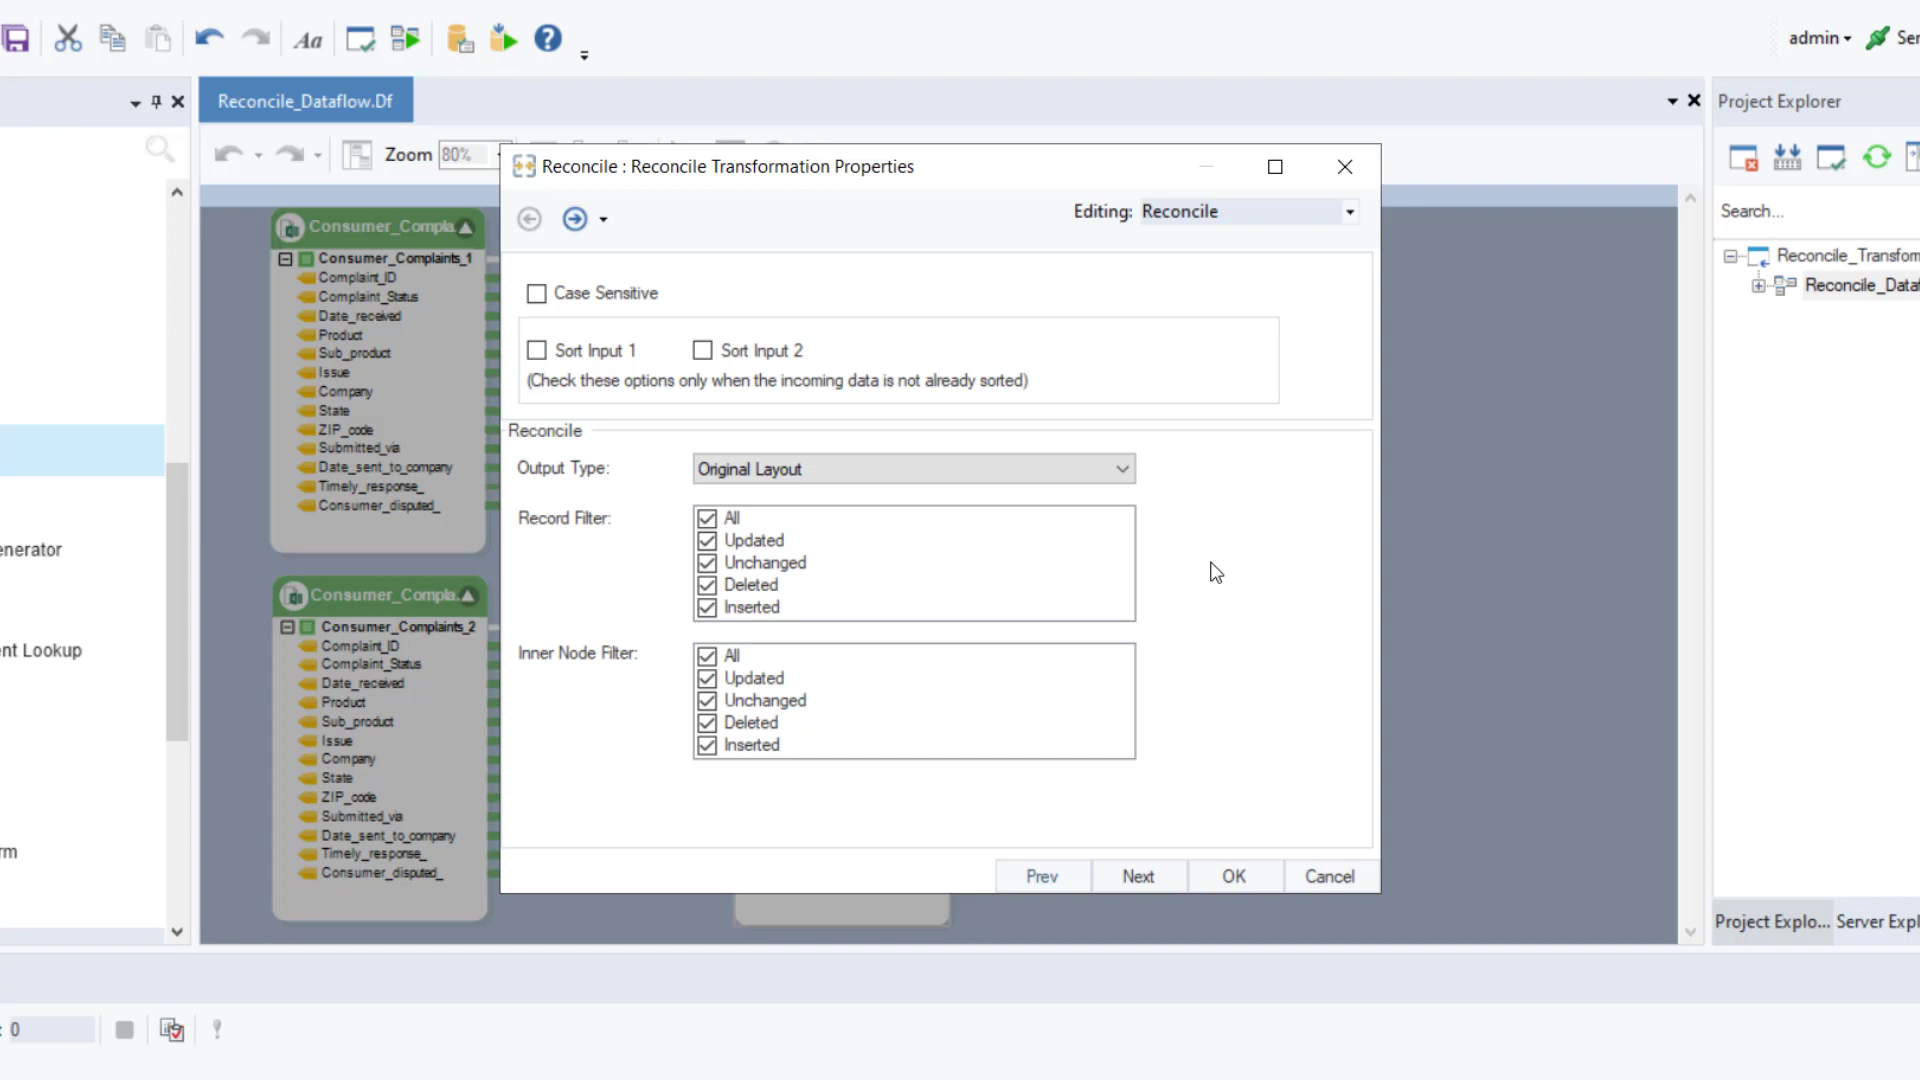 Aa
admin
Ser
Reconcile_Dataflow.Df
Project Explorer
Zoom 80%
Reconcile : Reconcile Transformation Properties
Editing: Reconcile
Search...
Reconcile_Transfom
Reconcile_Dataf
Consumer_Compla
Consumer_Complaints_1
Complaint_ID
Complaint_Status
Date_received
Product
Sub_product
Issue
Company
State
ZIP_code
Submitted_via
Date_sent_to_company
Timely_response_
Consumer_disputed_
Consumer_Compla.
Consumer_Complaints_2
Complaint_ID
Complaint_Status
Date_received
Product
Sub_product
Issue
Company
State
ZIP_code
Submitted_via
Date_sent_to_company
Timely_response_
Consumer_disputed_
Case Sensitive
Sort Input 1
Sort Input 2
(Check these options only when the incoming data is not already sorted)
Reconcile
Output Type:
Original Layout
Record Filter:
All
Updated
Unchanged
Deleted
Inserted
Inner Node Filter:
All
Updated
Unchanged
Deleted
Inserted
Prev
Next
OK
Cancel
enerator
ent Lookup
rm
Project Explo...
Server Expl
: 0